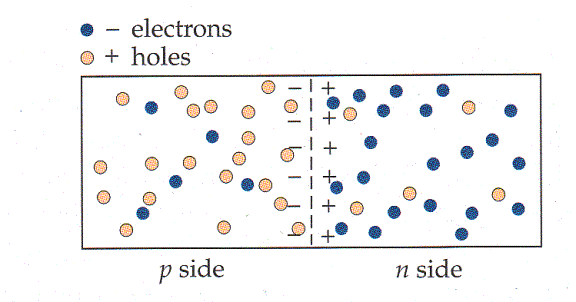 − electrons
+ holes
− +
− +
− +
− +
− +
− +
p side n side